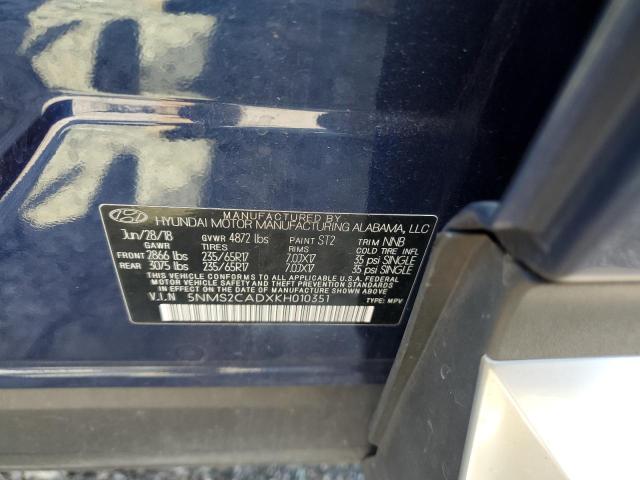 MANUFACTURED BY
HYUNDAI MOTOR MANUFACTURING ALABAMA, LLC
Jun/28/18 GVWR 4872 lbs PAINT ST2 TRIM NNB
GAWR TIRES RIMS COLD TIRE INFL
FRONT 2866 lbs 235/65R17 7.0JX17 35 psi SINGLE
REAR 3075 lbs 235/65R17 7.0JX17 35 psi SINGLE
THIS VEHICLE CONFORMS TO ALL APPLICABLE U.S. FEDERAL
MOTOR VEHICLE SAFETY AND THEFT PREVENTION STANDARDS
IN EFFECT ON THE DATE OF MANUFACTURE SHOWN ABOVE.
V.I.N 5NMS2CADXKH010351 TYPE: MPV